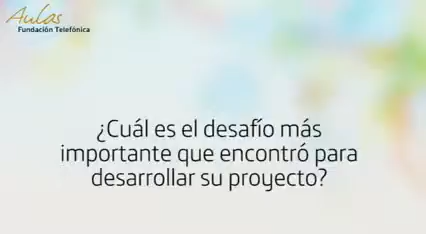 Aulas
Fundación Telefónica
¿Cuál es el desafío más
importante que encontró para
desarrollar su proyecto?